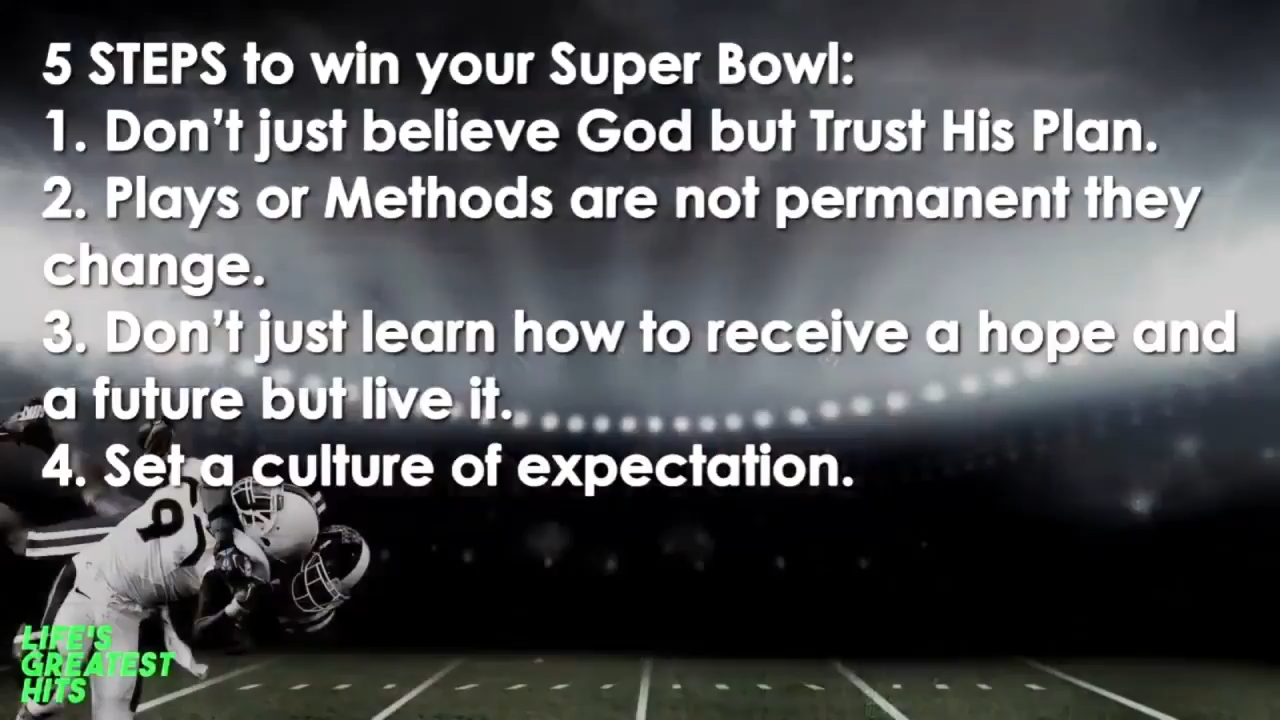 5 STEPS to win your Super Bowl:
1. Don’t just believe God but Trust His Plan.
2. Plays or Methods are not permanent they
change.
3. Don’t just learn how to receive a hope and
a future but live it.
4. Set a culture of expectation.
9
LIFE'S
GREATEST
HITS